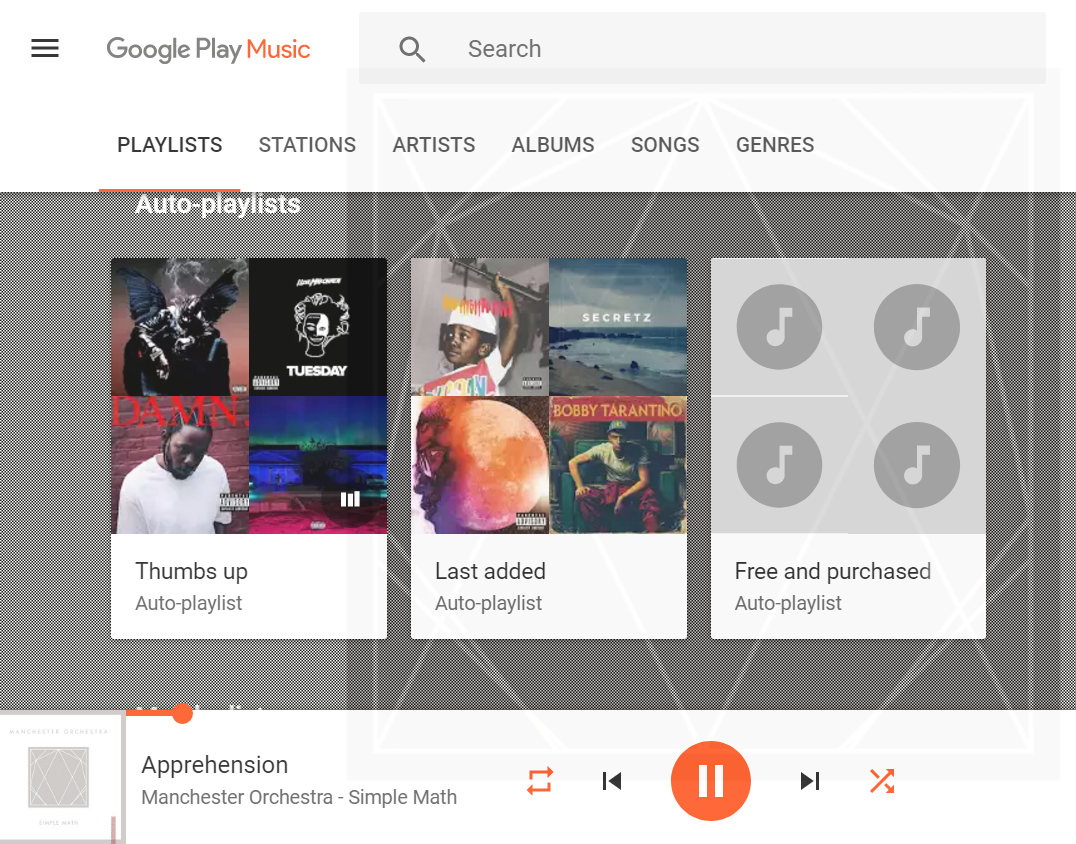 Google Play Music
Search
PLAYLISTS STATIONS ARTISTS ALBUMS SONGS GENRES
Auto-playlists
TUESDAY
SECRETZ
DAMN.
BOBBY TARANTINO
Thumbs up
Auto-playlist
Last added
Auto-playlist
Free and purchased
Auto-playlist
MANCHESTER ORCHESTRA
SIMPLE MATH
Apprehension
Manchester Orchestra - Simple Math